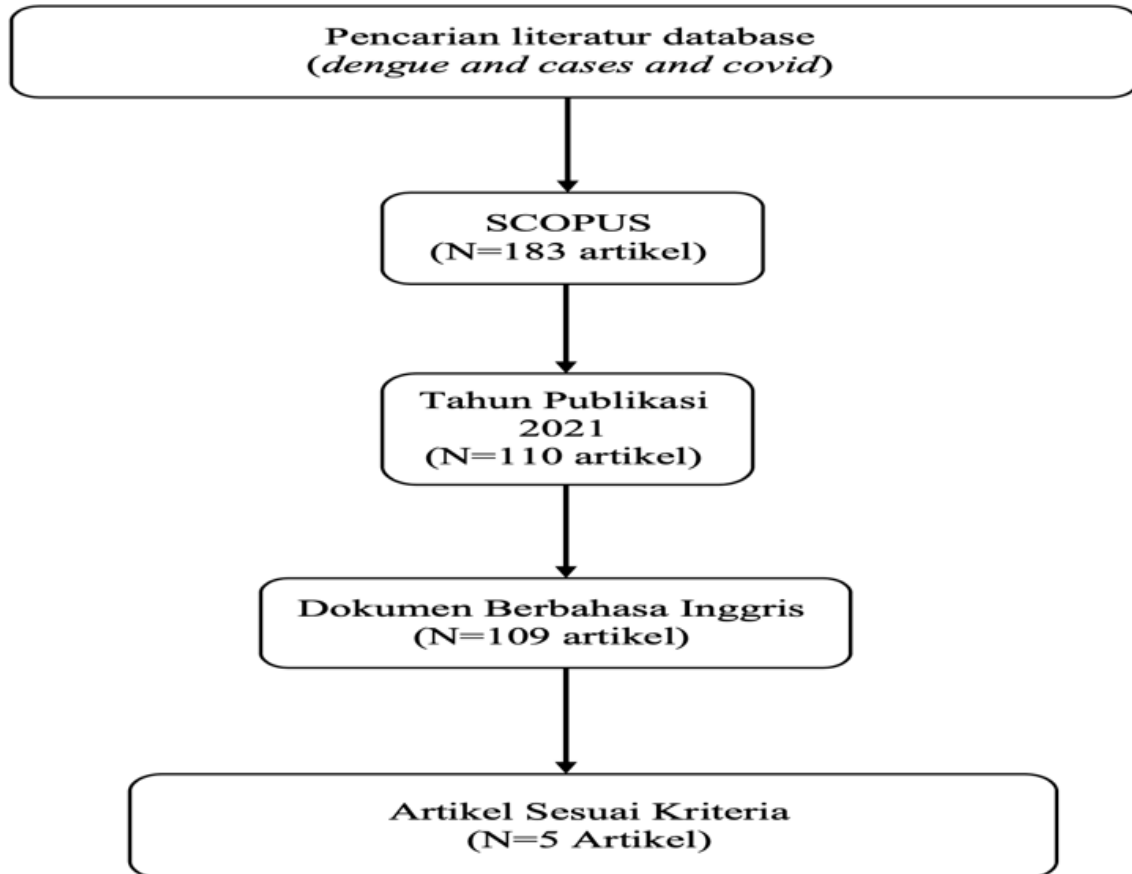 Pencarian literatur database
(dengue and cases and covid)
SCOPUS
(N=183 artikel)
Tahun Publikasi
2021
(N=110 artikel)
Dokumen Berbahasa Inggris
(N=109 artikel)
Artikel Sesuai Kriteria
(N=5 Artikel)